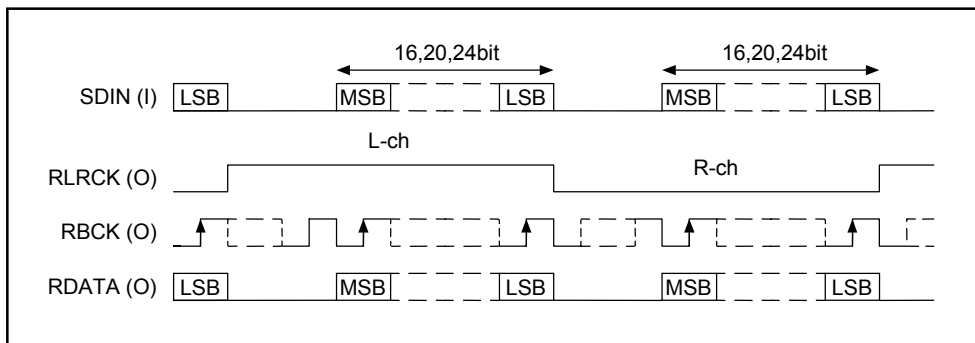 16,20,24bit 16,20,24bit
SDIN (I) LSB MSB LSB MSB LSB
L-ch
RLRCK (O) R-ch
RBCK (O)
RDATA (O) LSB MSB LSB MSB LSB